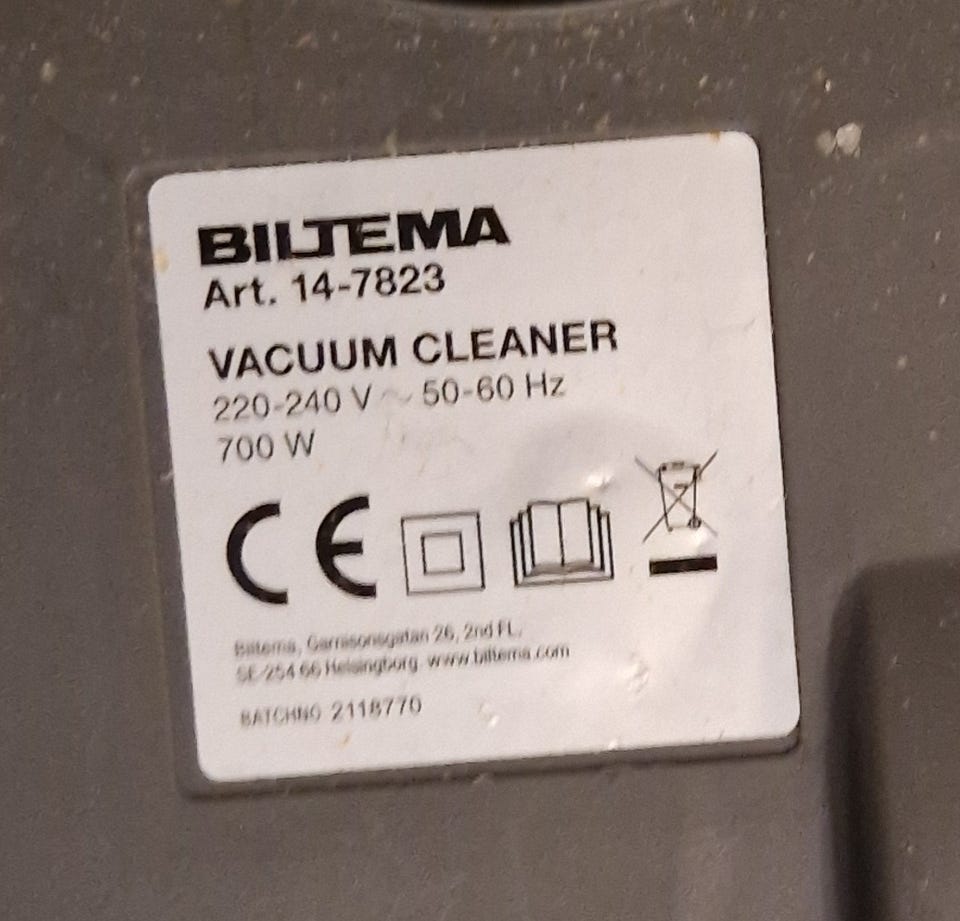 BILTEMA
Art. 14-7823
VACUUM CLEANER
220-240 V ~ 50-60 Hz
700 W
CE
Biltema, Garnisonsgatan 26, 2nd FL.
SE-254 66 Helsingborg www.biltema.com
BATCHNO 2118770